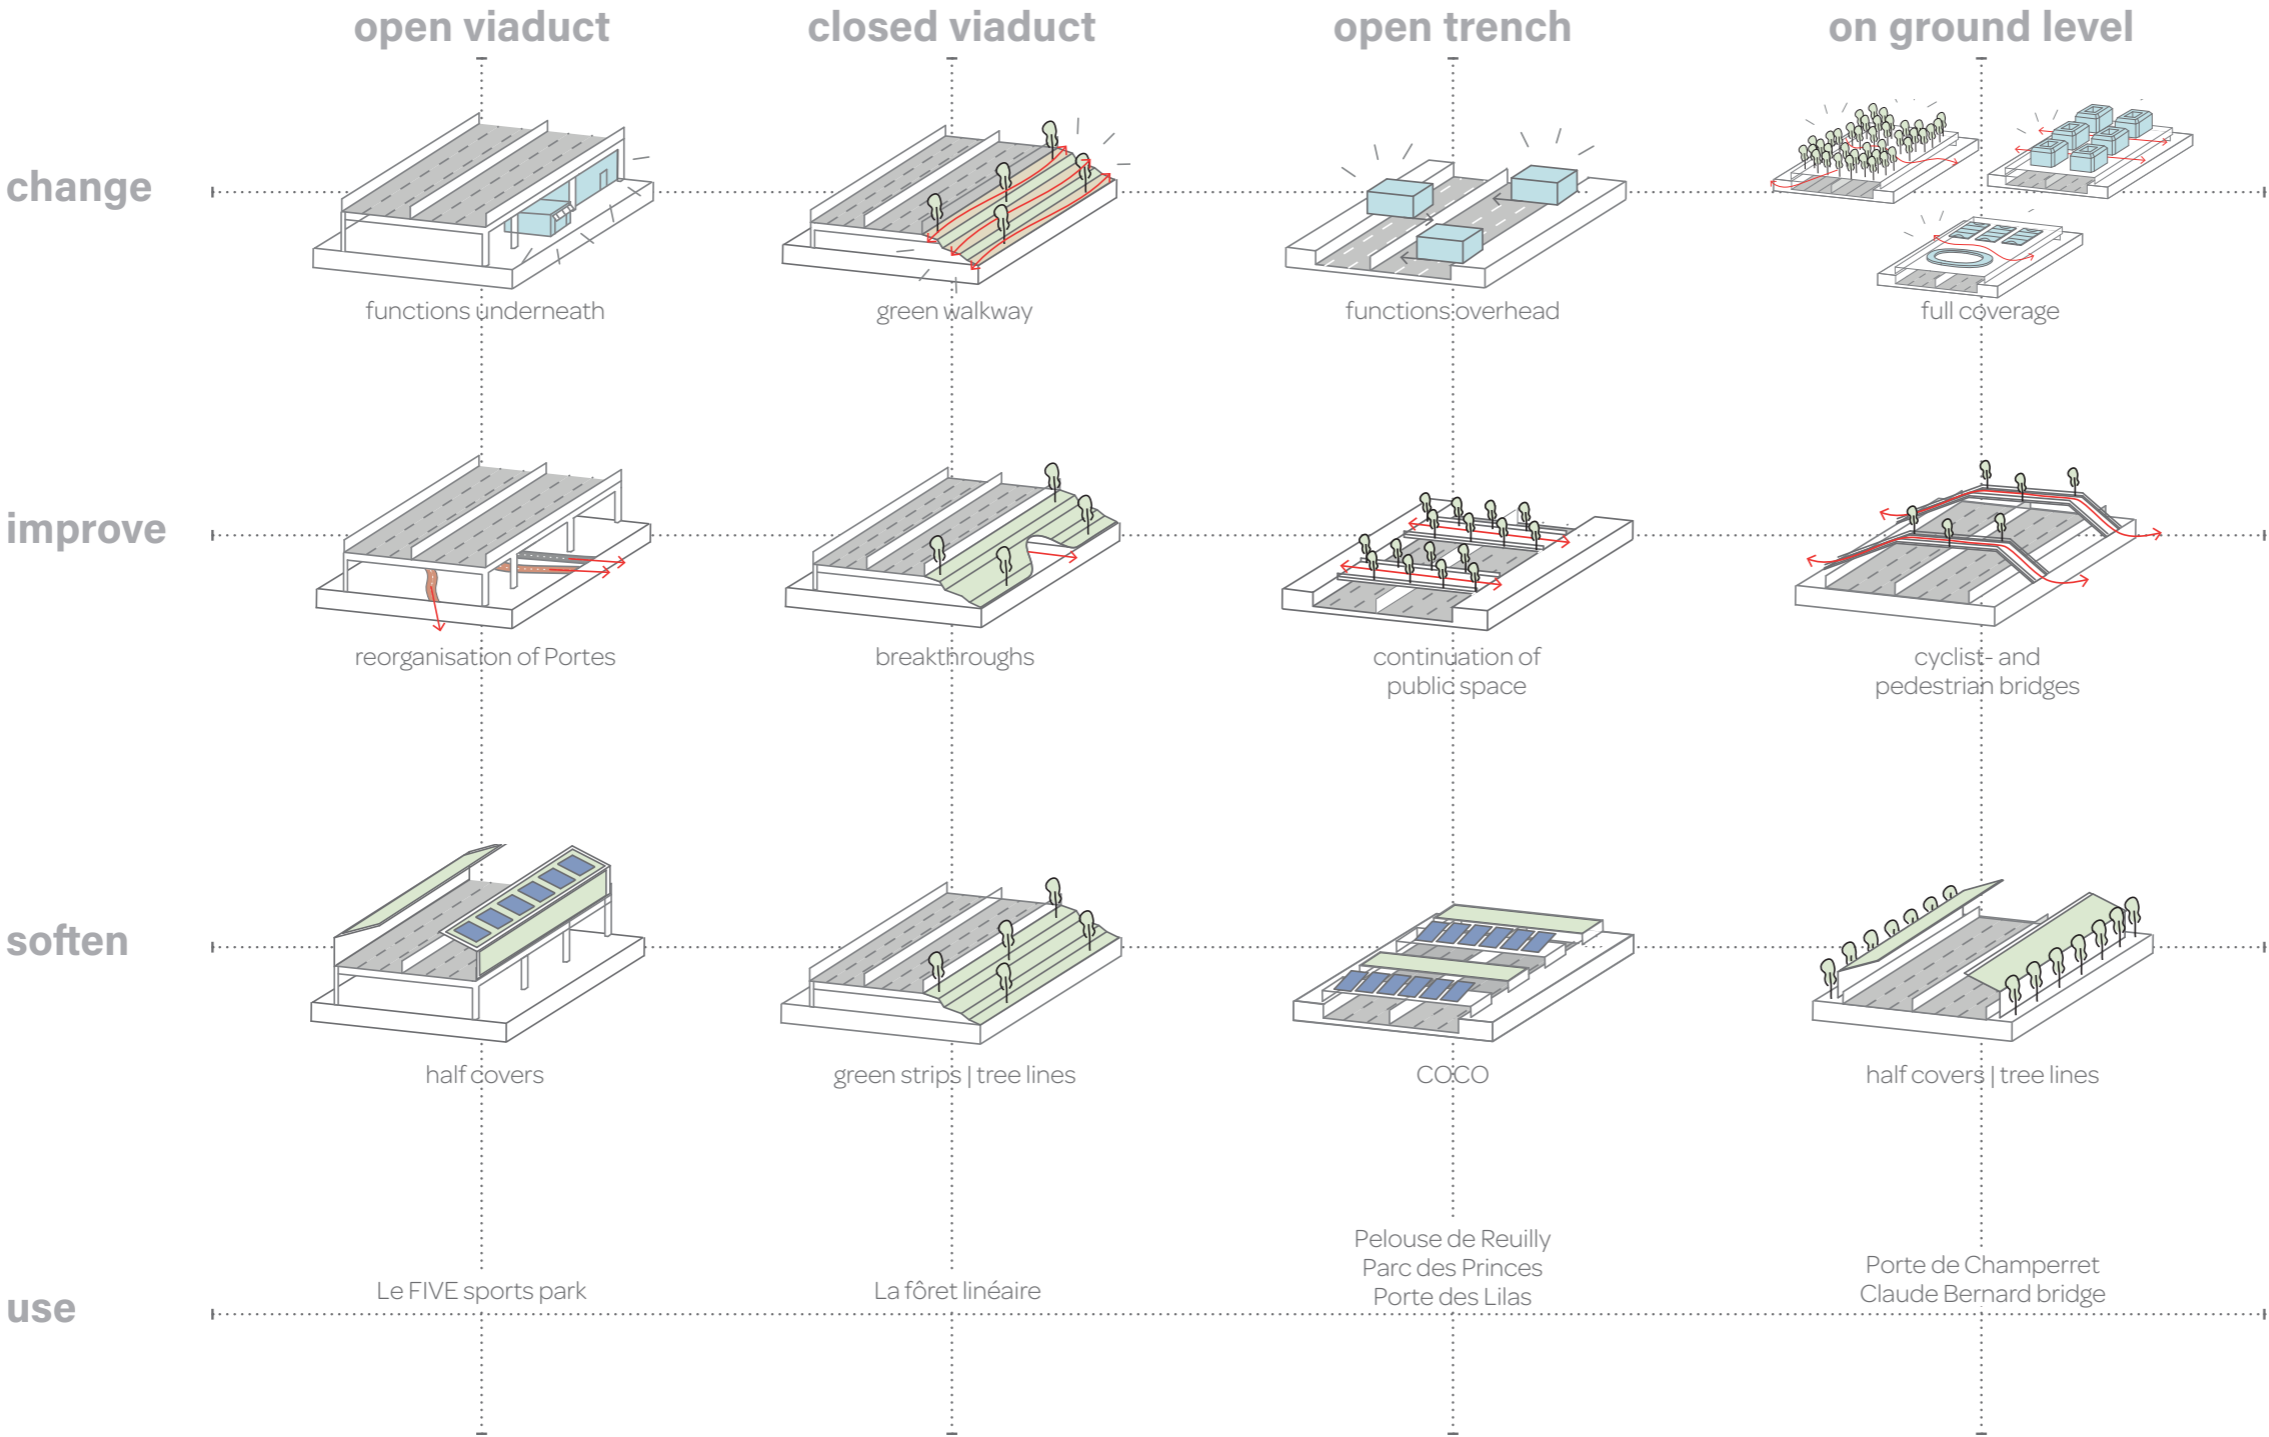 open viaduct
closed viaduct
open trench
on ground level
change
functions underneath
green walkway
functions overhead
full coverage
improve
reorganisation of Portes
breakthroughs
continuation of
public space
cyclist- and
pedestrian bridges
soften
half covers
green strips | tree lines
COCO
half covers | tree lines
use
Le FIVE sports park
La fôret linéaire
Pelouse de Reuilly
Parc des Princes
Porte des Lilas
Porte de Champerret
Claude Bernard bridge